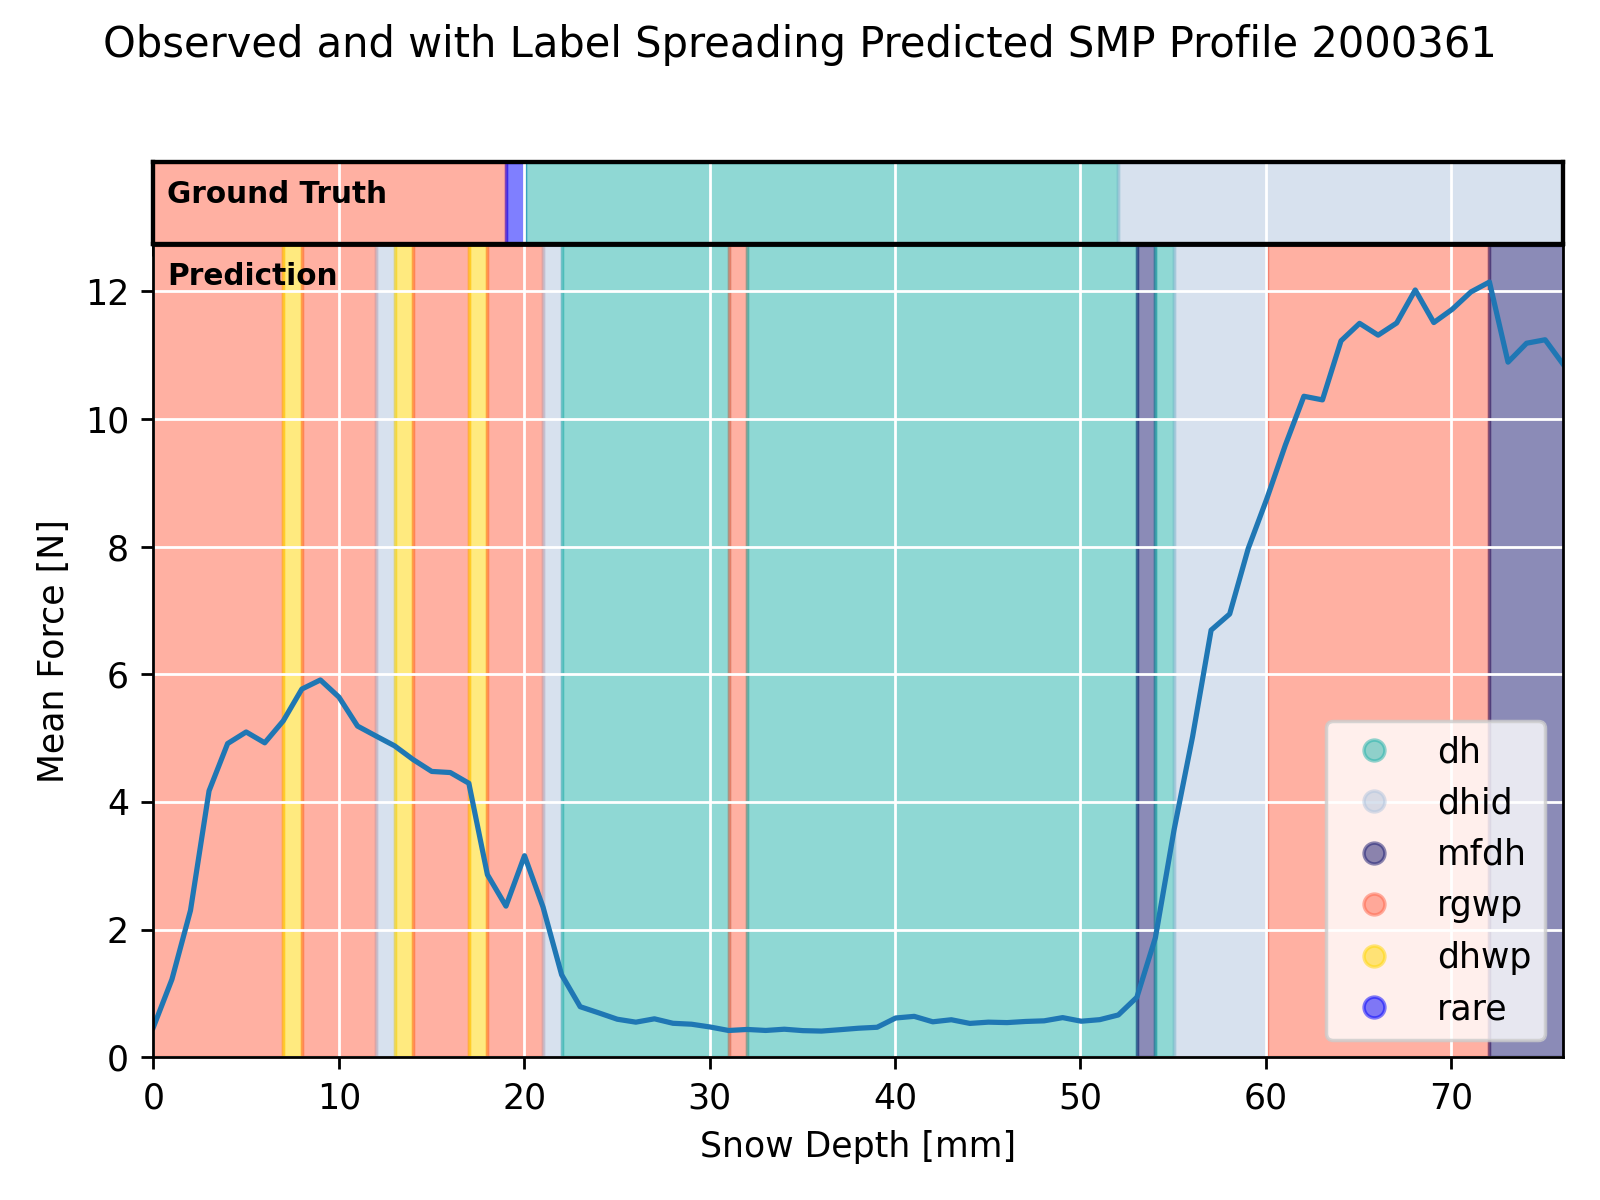 Observed and with Label Spreading Predicted SMP Profile 2000361
Ground Truth
Prediction
12
10
8
6
4
2
0
Mean Force [N]
dh
dhid
mfdh
rgwp
dhwp
rare
0 10 20 30 40 50 60 70
Snow Depth [mm]